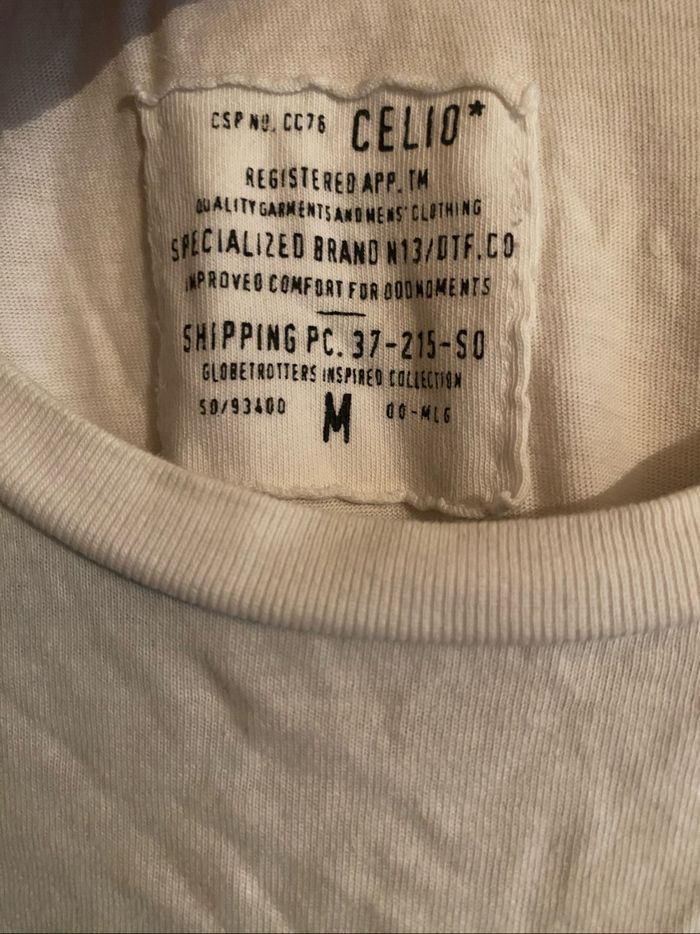 CSP NO. CC76 CELIO*
REGISTERED APP. TM
QUALITY GARMENTS AND MENS' CLOTHING
SPECIALIZED BRAND N13/DTF.CO
IMPROVED COMFORT FOR GOOD MOMENTS
SHIPPING PC. 37-215-SO
GLOBETROTTERS INSPIRED COLLECTION
SO/93400 M 00-MLG